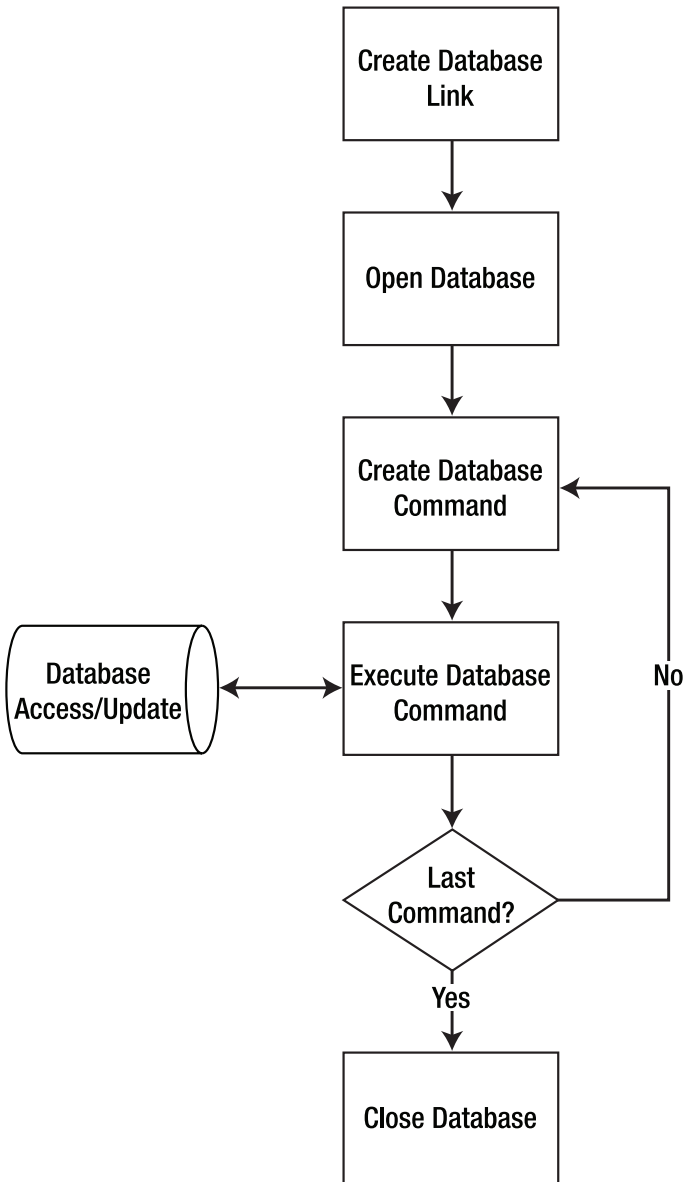 Create Database
Link
Open Database
Create Database
Command
Database
Access/Update
Execute Database
Command
No
Last
Command?
Yes
Close Database